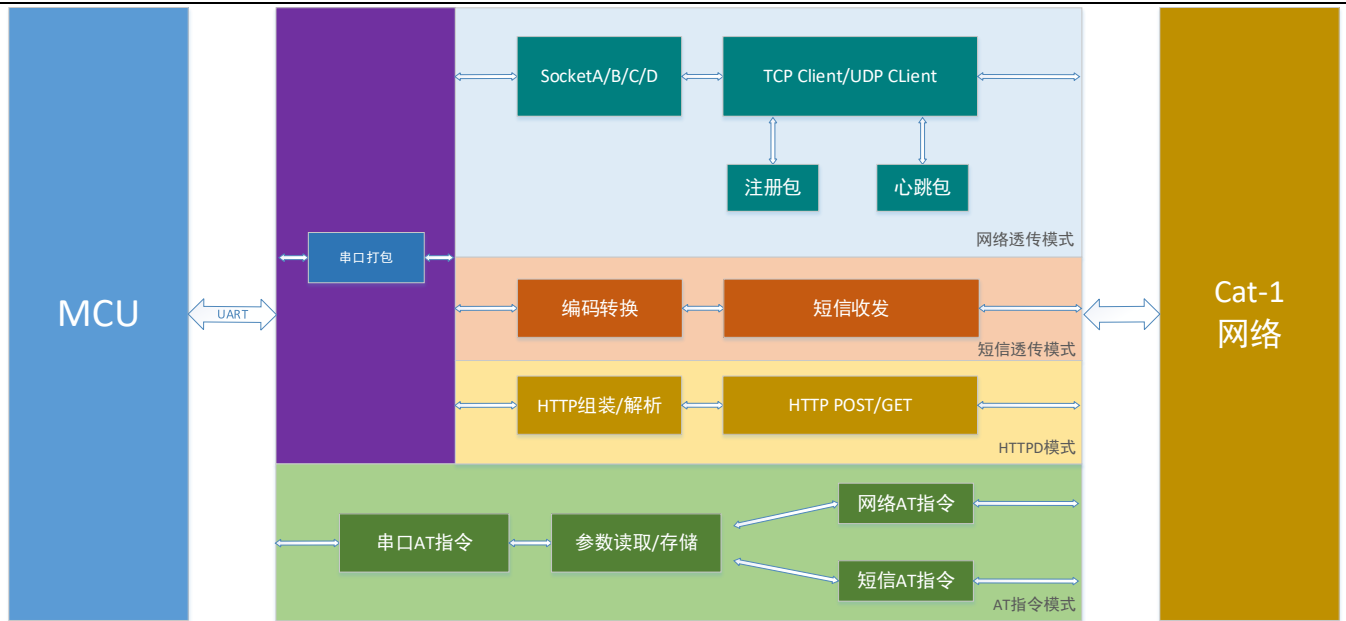 MCU
UART
串口打包
SocketA/B/C/D
TCP Client/UDP CLient
注册包
心跳包
网络透传模式
编码转换
短信收发
短信透传模式
HTTP组装/解析
HTTP POST/GET
HTTPD模式
串口AT指令
参数读取/存储
网络AT指令
短信AT指令
AT指令模式
Cat-1
网络